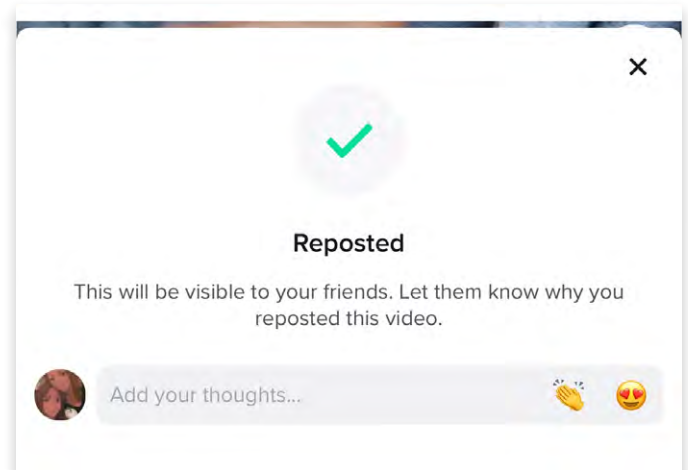 Reposted
This will be visible to your friends. Let them know why you
reposted this video.
Add your thoughts...